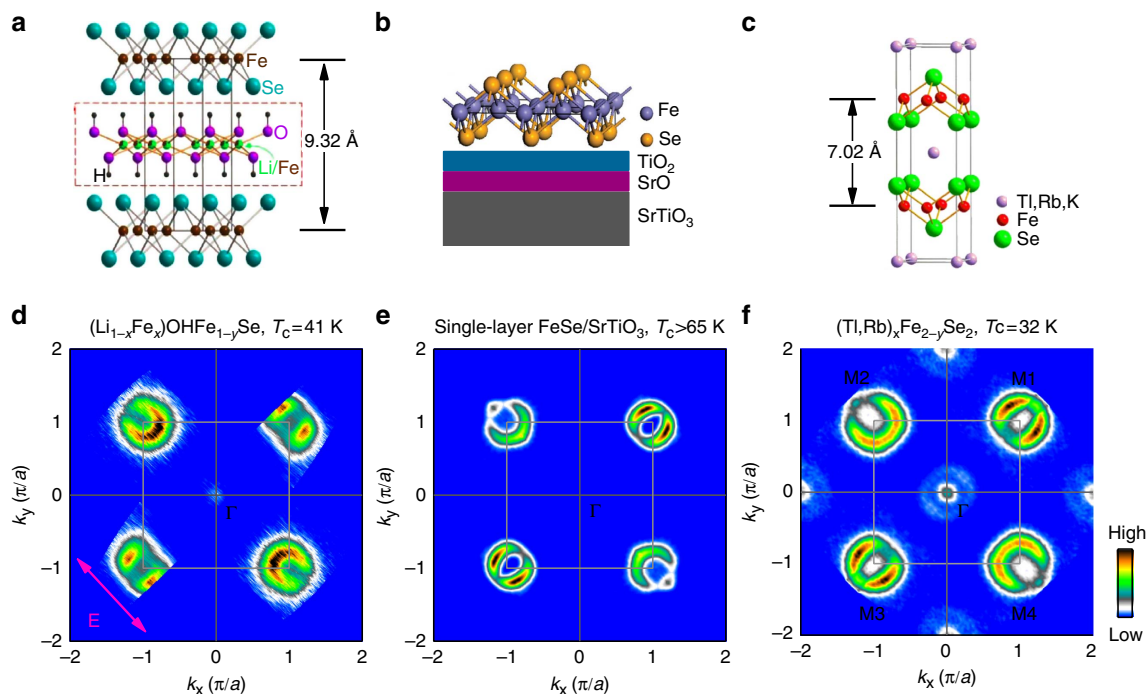 a
b
c
Fe
Se
O
Li/Fe
H
9.32 Å
Fe
Se
TiO2
SrO
SrTiO3
7.02 Å
Tl,Rb,K
Fe
Se
d
e
f
(Li1−xFex)OHFe1−ySe, Tc=41 K
Single-layer FeSe/SrTiO3, Tc>65 K
(Tl,Rb)xFe2−ySe2, Tc=32 K
2
1
0
−1
−2
ky (π/a)
Γ
E
−2 −1 0 1 2
kx (π/a)
2
1
0
−1
−2
ky (π/a)
Γ
−2 −1 0 1 2
kx (π/a)
2
1
0
−1
−2
ky (π/a)
M2
M1
Γ
M3
M4
−2 −1 0 1 2
kx (π/a)
High
Low